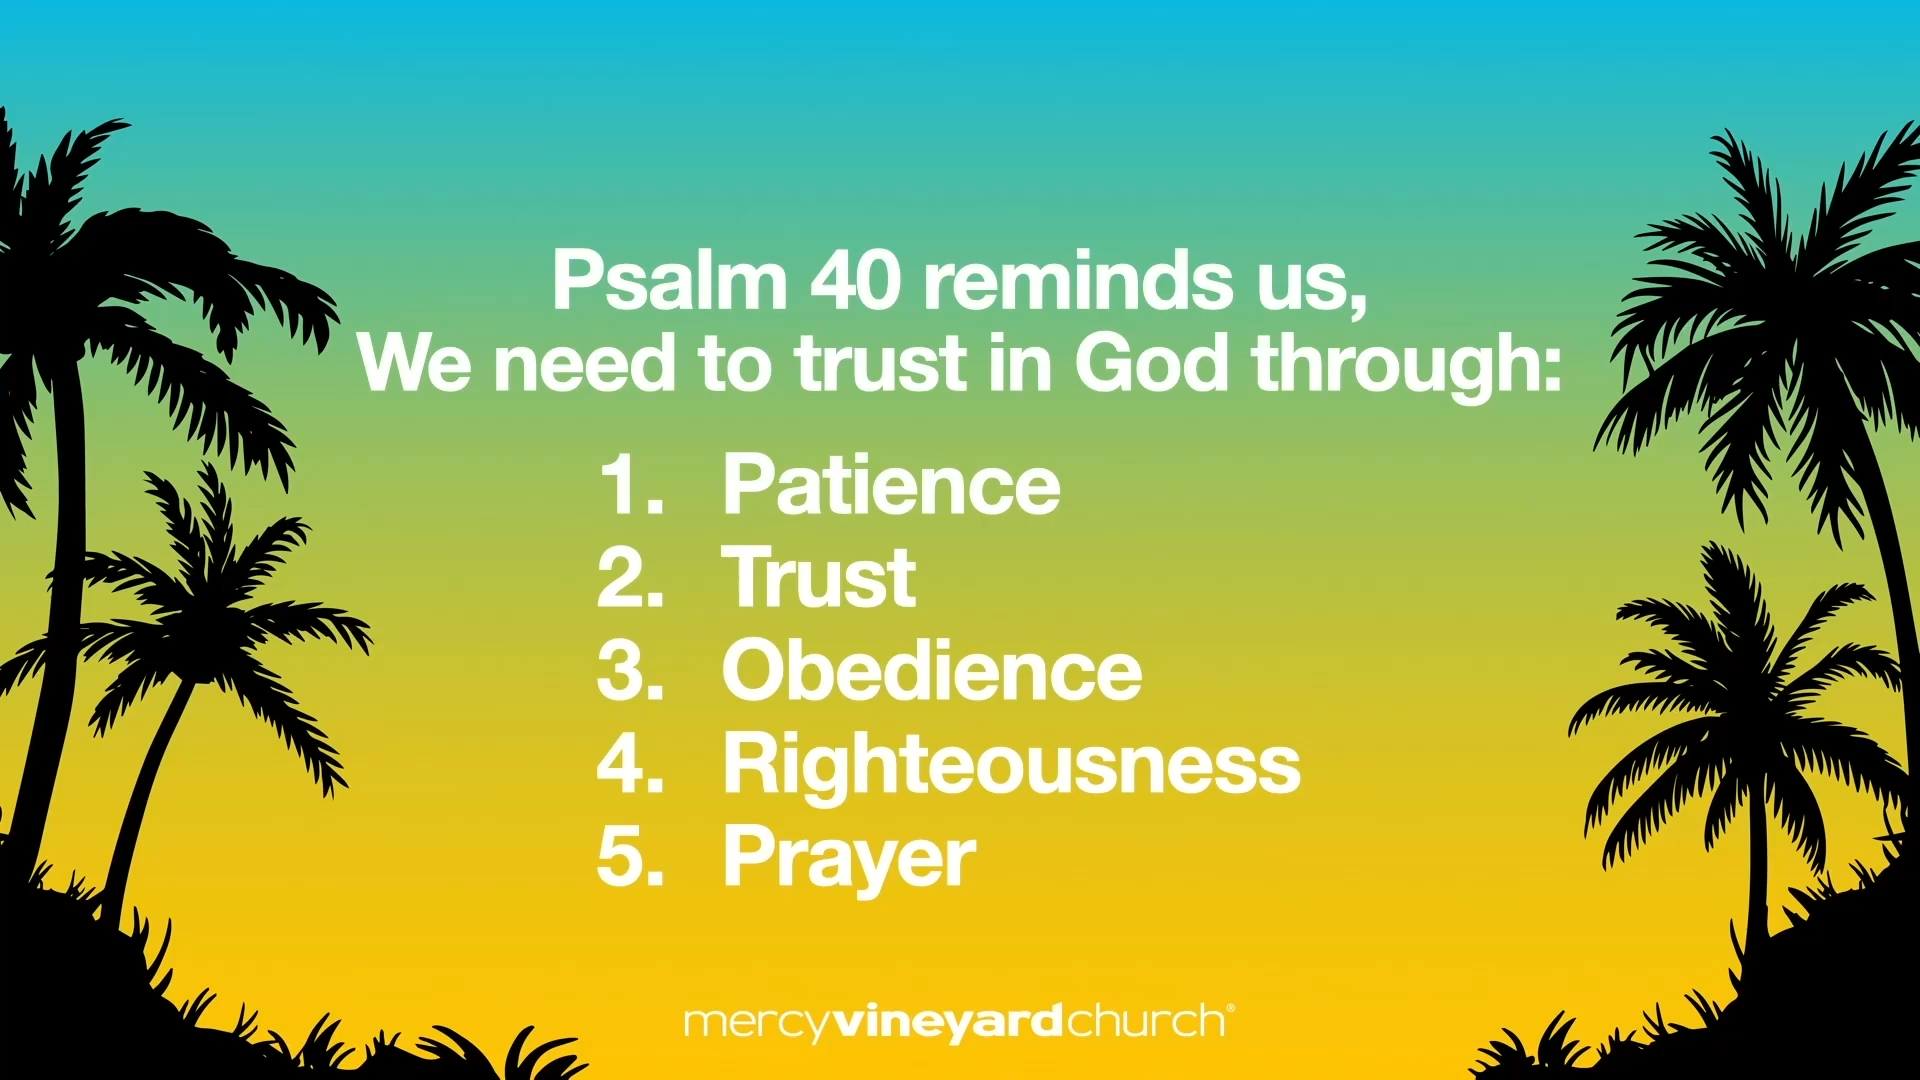 Psalm 40 reminds us,
We need to trust in God through:
1. Patience
2. Trust
3. Obedience
4. Righteousness
5. Prayer
mercyvineyardchurch®